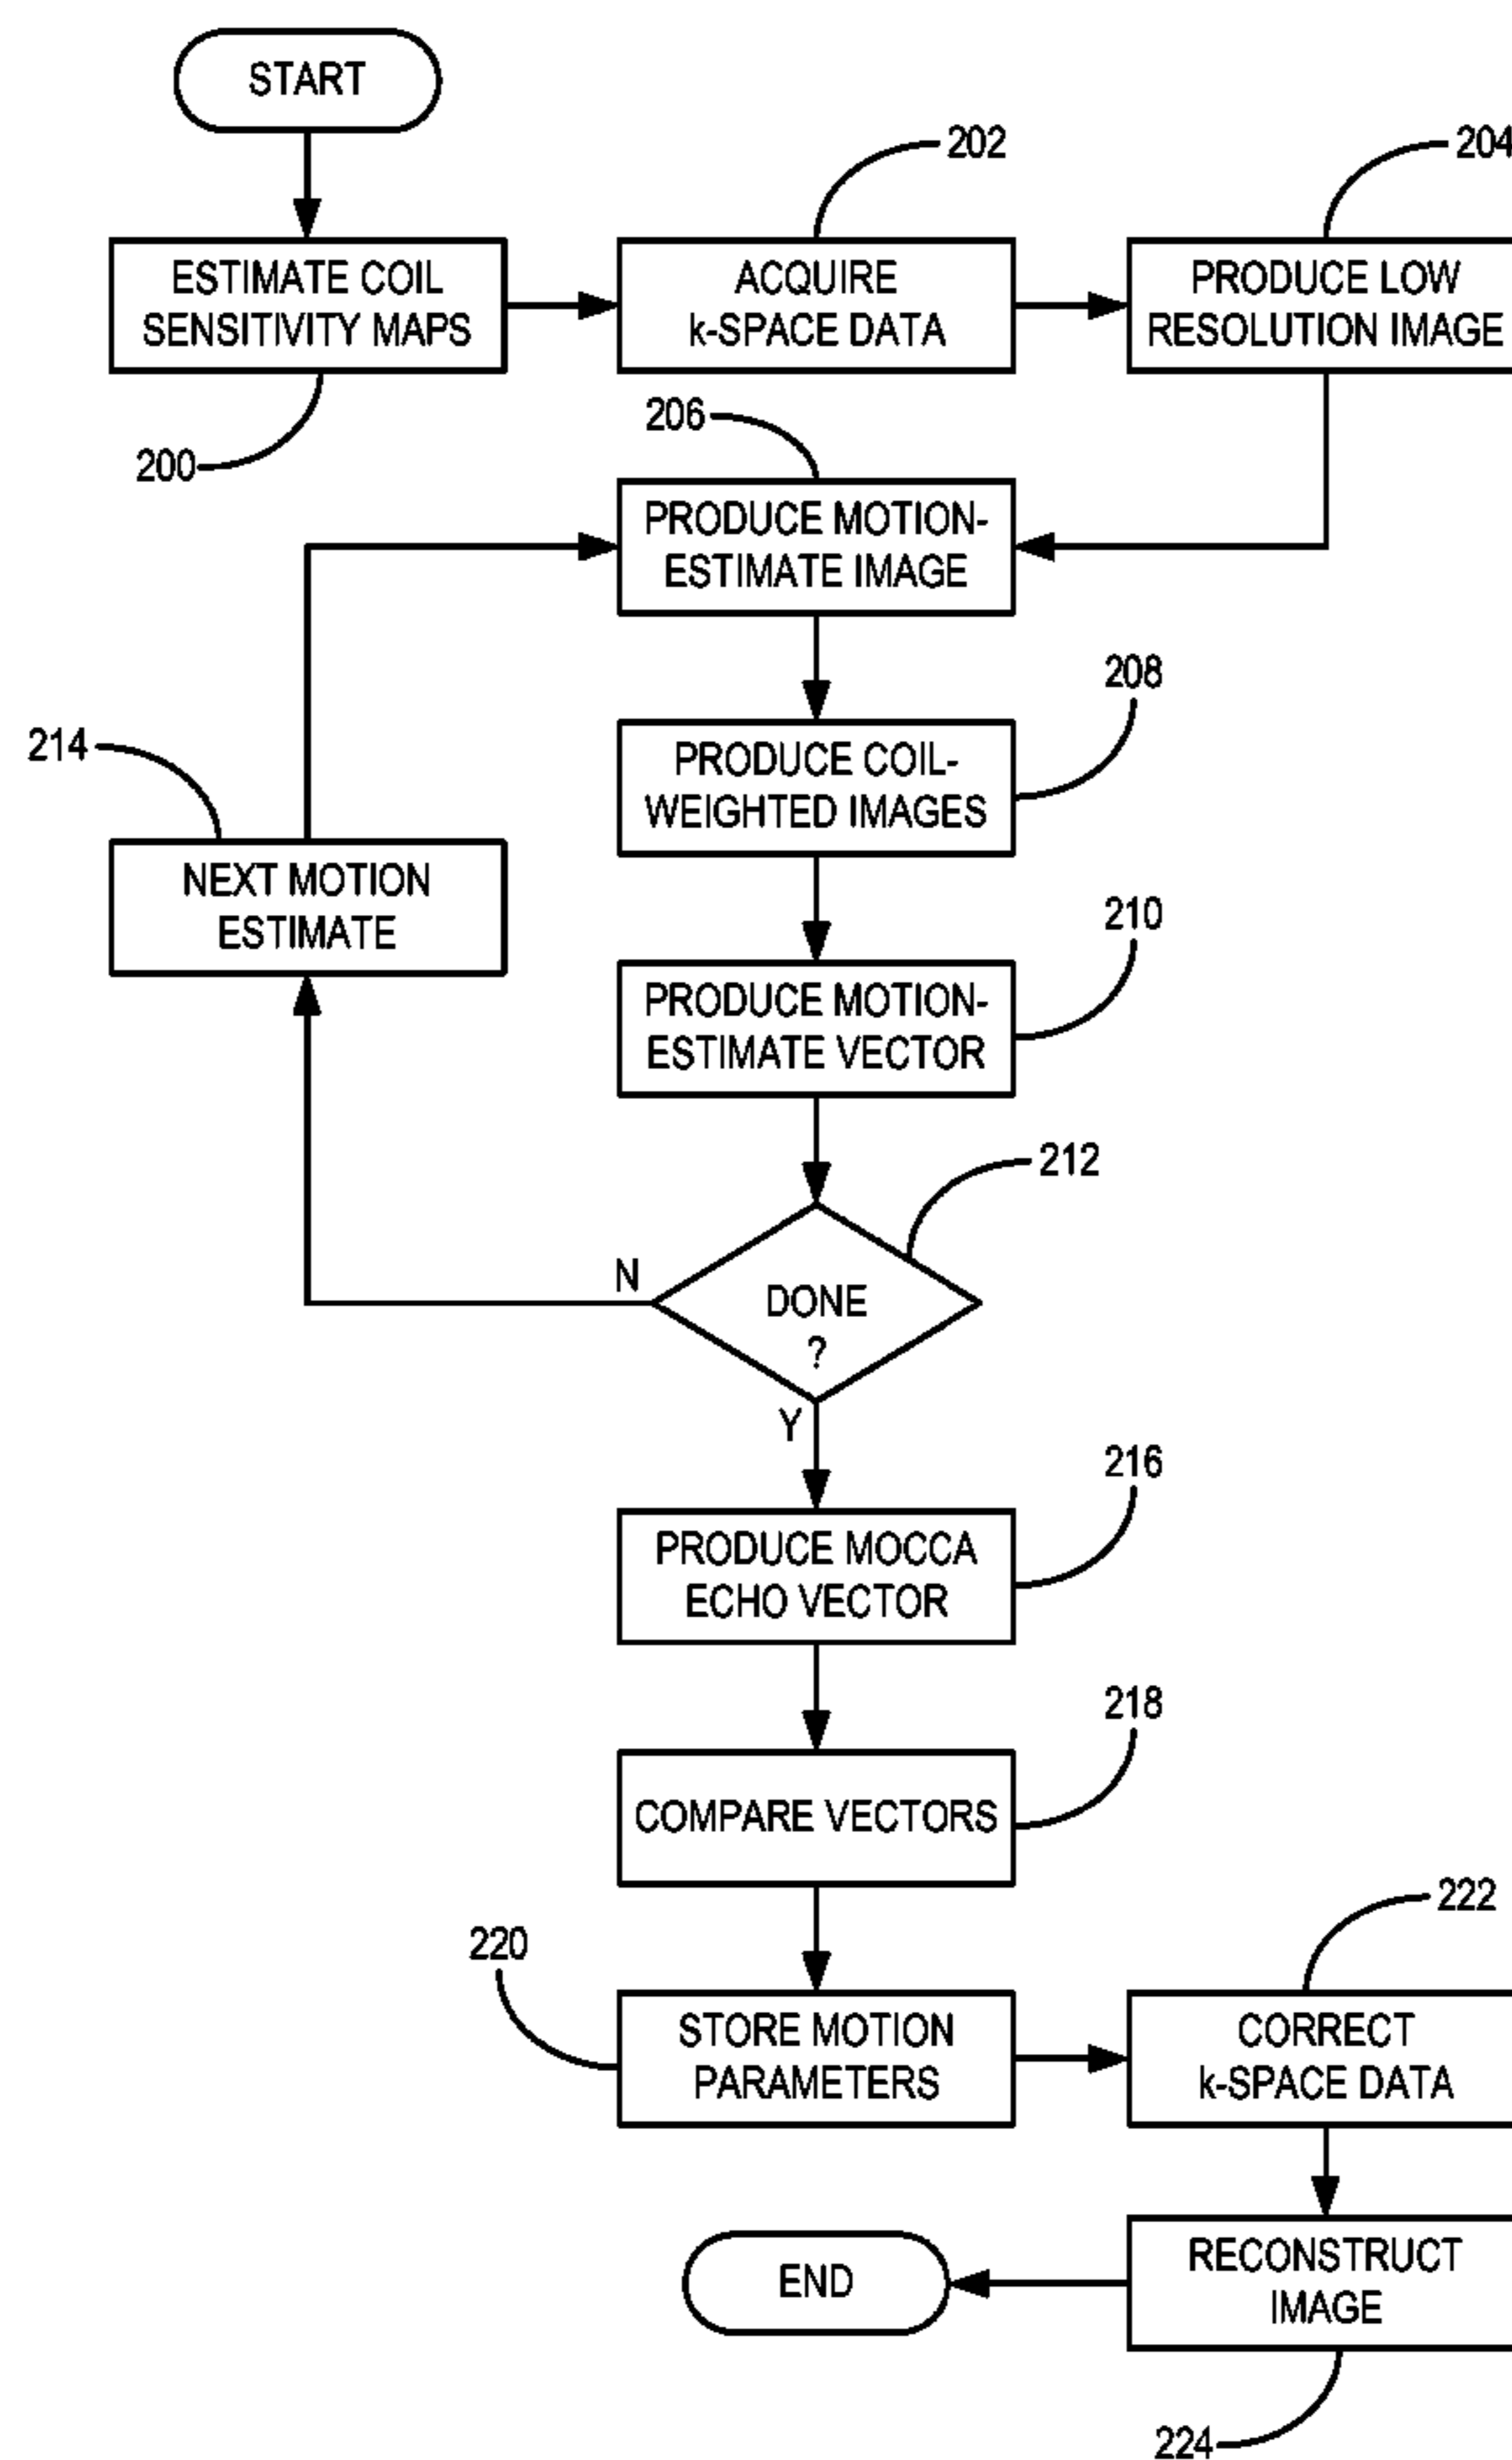 START
202
204
ESTIMATE COIL
SENSITIVITY MAPS
ACQUIRE
k-SPACE DATA
PRODUCE LOW
RESOLUTION IMAGE
200
206
PRODUCE MOTION-
ESTIMATE IMAGE
208
PRODUCE COIL-
WEIGHTED IMAGES
214
NEXT MOTION
ESTIMATE
210
PRODUCE MOTION-
ESTIMATE VECTOR
212
N
DONE
?
Y
216
PRODUCE MOCCA
ECHO VECTOR
218
COMPARE VECTORS
220
222
STORE MOTION
PARAMETERS
CORRECT
k-SPACE DATA
END
RECONSTRUCT
IMAGE
224